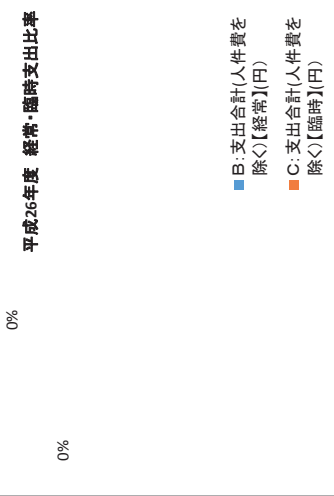 平成26年度 経常・臨時支出比率
0%
0%
B:支出合計(人件費を
除く)【経常】(円)
C:支出合計(人件費を
除く)【臨時】(円)